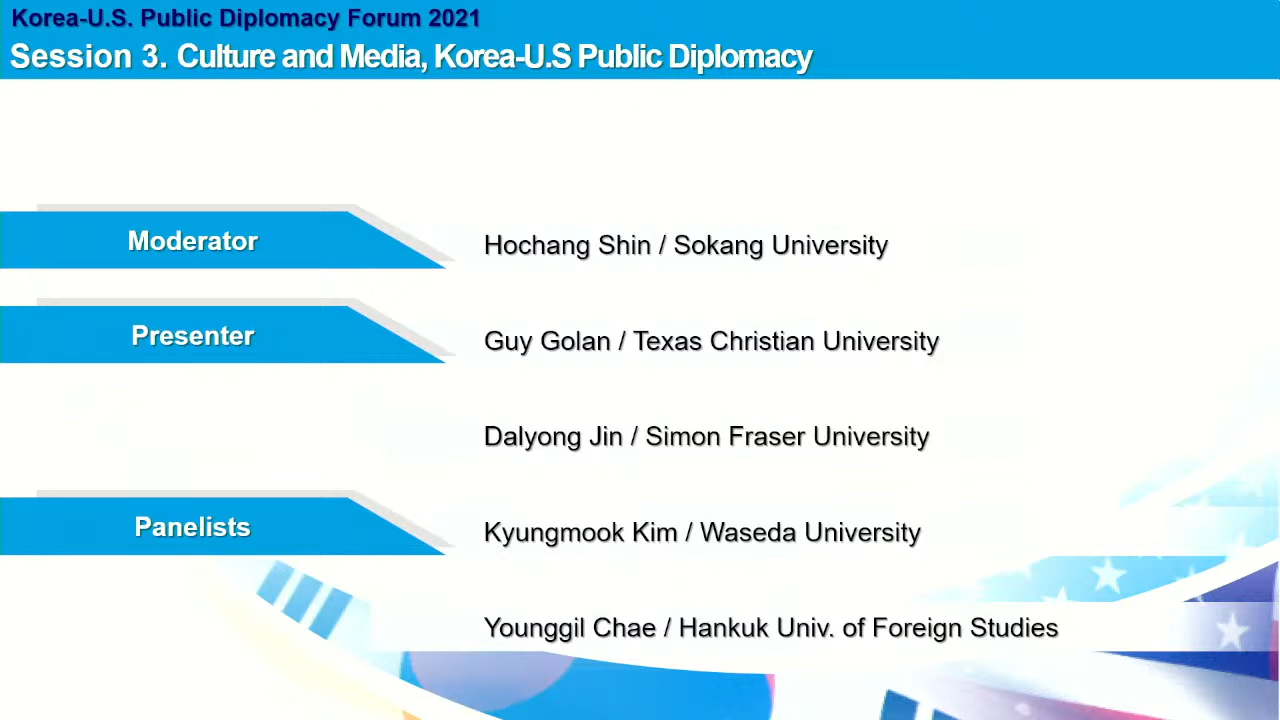 Korea-U.S. Public Diplomacy Forum 2021
Session 3. Culture and Media, Korea-U.S Public Diplomacy
Moderator
Hochang Shin / Sokang University
Presenter
Guy Golan / Texas Christian University
Dalyong Jin / Simon Fraser University
Panelists
Kyungmook Kim / Waseda University
Younggil Chae / Hankuk Univ. of Foreign Studies